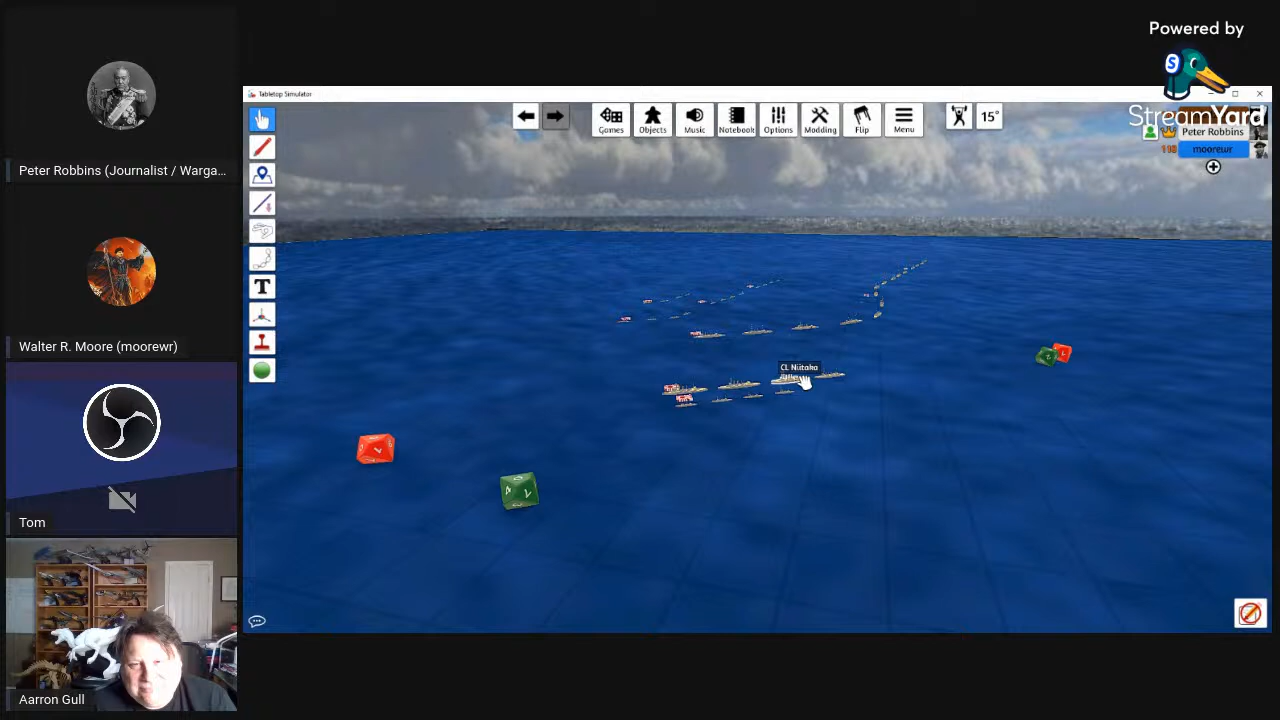 Powered by
StreamYard
Peter Robbins (Journalist / Warga...
Walter R. Moore (moorewr)
Tom
Aarron Gull
Tabletop Simulator
Games
Objects
Music
Notebook
Options
Modding
Flip
Menu
15°
Peter Robbins
moorewr
T
CL Niitaka